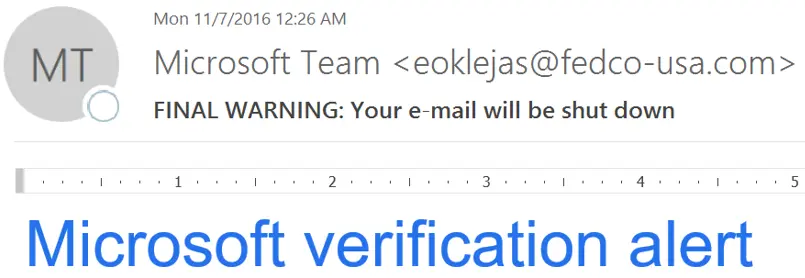 Mon 11/7/2016 12:26 AM
MT
Microsoft Team <eoklejas@fedco-usa.com>
FINAL WARNING: Your e-mail will be shut down
1 2 3 4 5
Microsoft verification alert